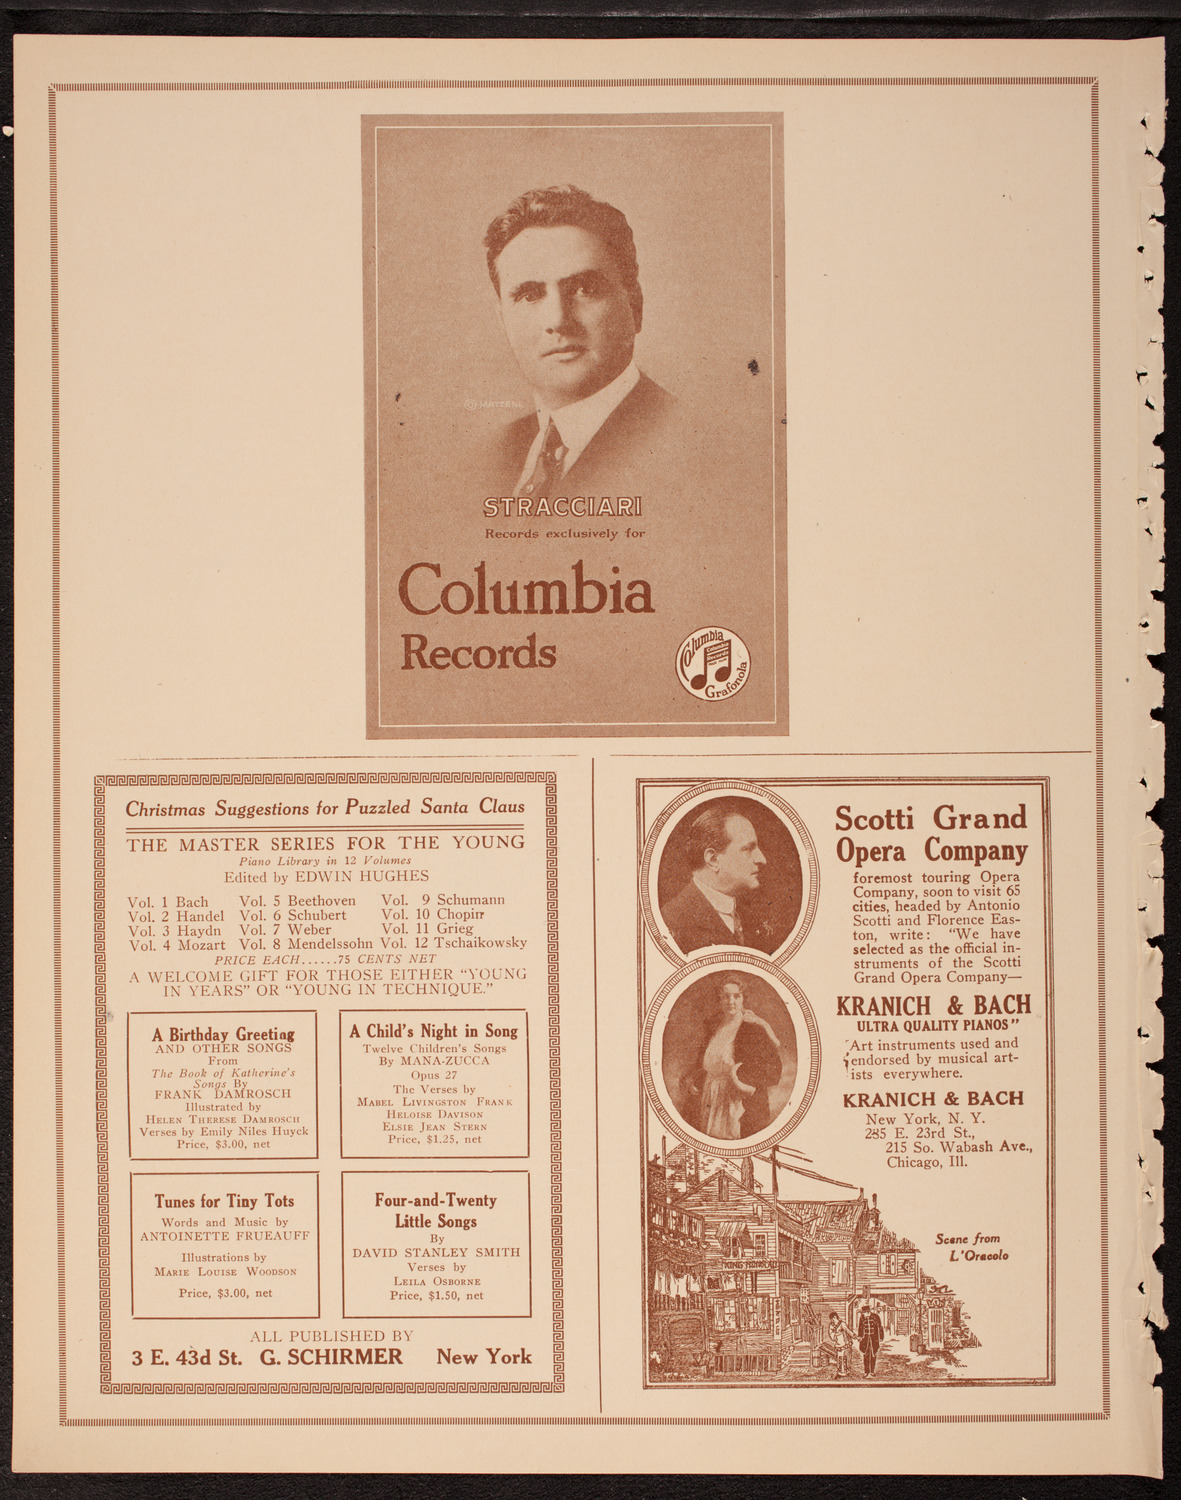 MATZENE
STRACCIARI
Records exclusively for
Columbia
Records
Columbia
Columbia
Records
Grafonola
Christmas Suggestions for Puzzled Santa Claus
THE MASTER SERIES FOR THE YOUNG
Piano Library in 12 Volumes
Edited by EDWIN HUGHES
Vol. 1 Bach Vol. 5 Beethoven Vol. 9 Schumann
Vol. 2 Handel Vol. 6 Schubert Vol. 10 Chopin
Vol. 3 Haydn Vol. 7 Weber Vol. 11 Grieg
Vol. 4 Mozart Vol. 8 Mendelssohn Vol. 12 Tschaikowsky
PRICE EACH......75 CENTS NET
A WELCOME GIFT FOR THOSE EITHER “YOUNG
IN YEARS” OR “YOUNG IN TECHNIQUE.”
A Birthday Greeting
AND OTHER SONGS
From
The Book of Katherine's
Songs By
FRANK DAMROSCH
Illustrated by
HELEN THERESE DAMROSCH
Verses by Emily Niles Huyck
Price, $3.00, net
A Child's Night in Song
Twelve Children's Songs
By MANA-ZUCCA
Opus 27
The Verses by
MABEL LIVINGSTON FRANK
HELOISE DAVISON
ELSIE JEAN STERN
Price, $1.25, net
Tunes for Tiny Tots
Words and Music by
ANTOINETTE FRUEAUFF
Illustrations by
MARIE LOUISE WOODSON
Price, $3.00, net
Four-and-Twenty
Little Songs
By
DAVID STANLEY SMITH
Verses by
LEILA OSBORNE
Price, $1.50, net
ALL PUBLISHED BY
3 E. 43d St. G. SCHIRMER New York
Scotti Grand
Opera Company
foremost touring Opera
Company, soon to visit 65
cities, headed by Antonio
Scotti and Florence Eas-
ton, write: “We have
selected as the official in-
struments of the Scotti
Grand Opera Company—
KRANICH & BACH
ULTRA QUALITY PIANOS”
Art instruments used and
endorsed by musical art-
ists everywhere.
KRANICH & BACH
New York, N. Y.
285 E. 23rd St.,
215 So. Wabash Ave.,
Chicago, Ill.
Scene from
L'Oracolo